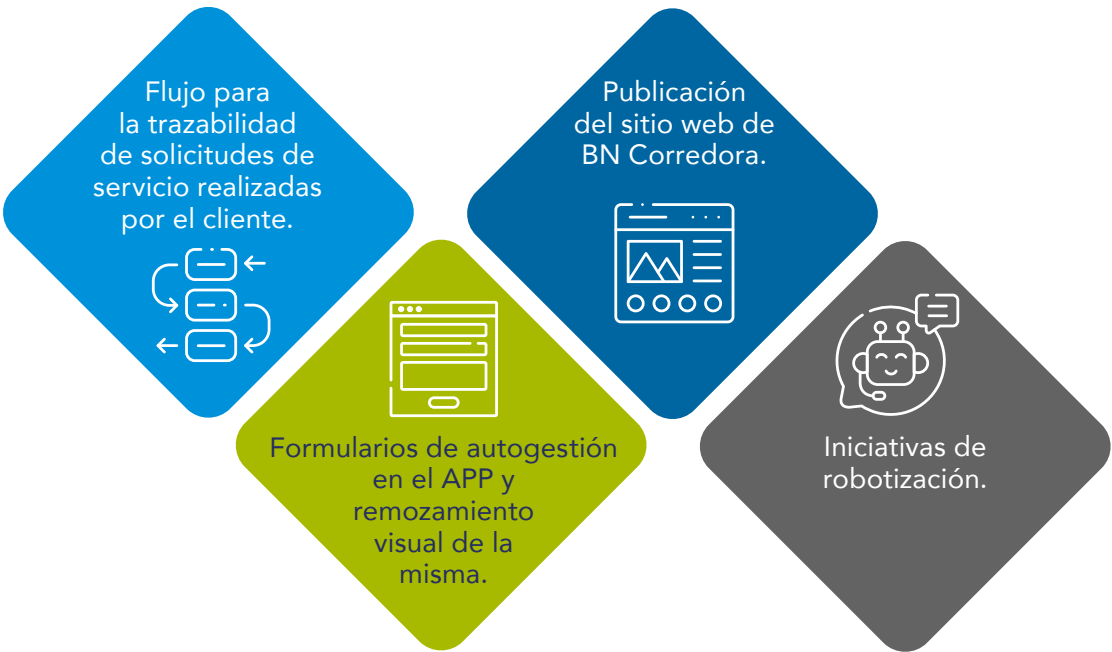 Flujo para
la trazabilidad
de solicitudes de
servicio realizadas
por el cliente.
Formularios de autogestión
en el APP y
remozamiento
visual de la
misma.
Publicación
del sitio web de
BN Corredora.
Iniciativas de
robotización.